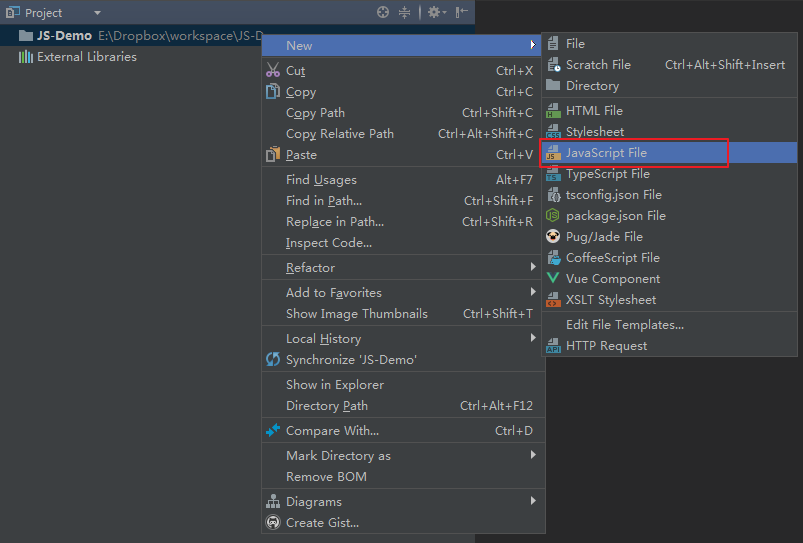 Project
JS-Demo E:\Dropbox\workspace\JS-D
External Libraries
New
Cut Ctrl+X
Copy Ctrl+C
Copy Path Ctrl+Shift+C
Copy Relative Path Ctrl+Alt+Shift+C
Paste Ctrl+V
Find Usages Alt+F7
Find in Path... Ctrl+Shift+F
Replace in Path... Ctrl+Shift+R
Inspect Code...
Refactor
Add to Favorites
Show Image Thumbnails Ctrl+Shift+T
Local History
Synchronize 'JS-Demo'
Show in Explorer
Directory Path Ctrl+Alt+F12
Compare With... Ctrl+D
Mark Directory as
Remove BOM
Diagrams
Create Gist...
File
Scratch File Ctrl+Alt+Shift+Insert
Directory
H HTML File
CSS Stylesheet
JS JavaScript File
TS TypeScript File
tsconfig.json File
JS package.json File
Pug/Jade File
CoffeeScript File
Vue Component
<> XSLT Stylesheet
Edit File Templates...
API HTTP Request